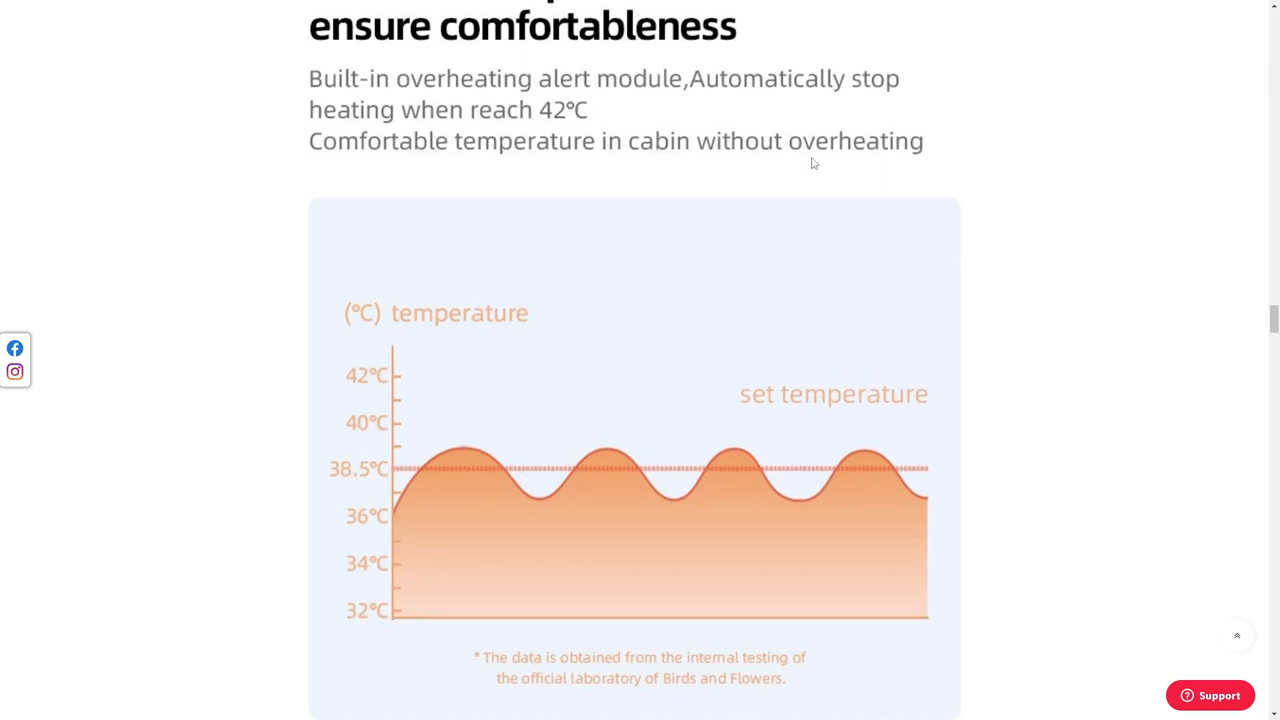 ensure comfortableness
Built-in overheating alert module,Automatically stop
heating when reach 42℃
Comfortable temperature in cabin without overheating
(℃) temperature
42℃
set temperature
40℃
38.5℃
36℃
34℃
32℃
* The data is obtained from the internal testing of
the official laboratory of Birds and Flowers.
Support